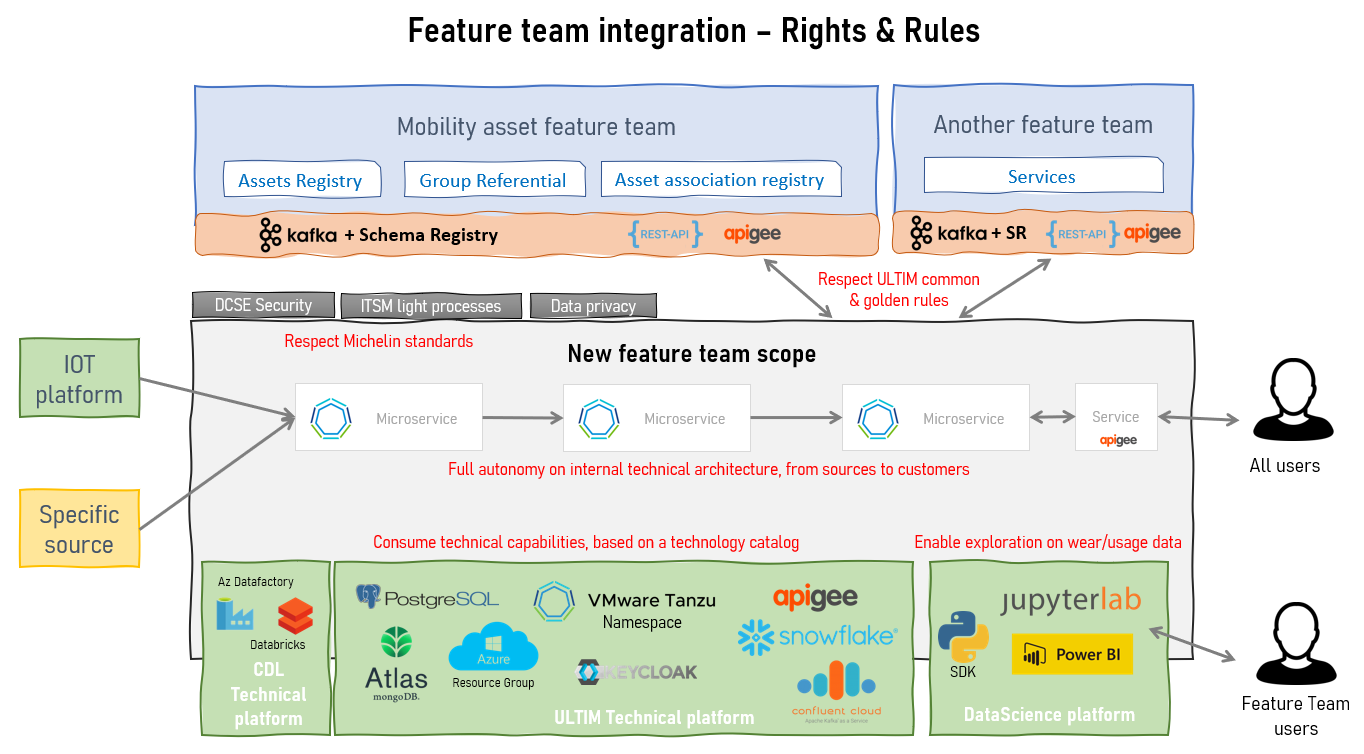 Feature team integration – Rights & Rules
Mobility asset feature team
Assets Registry
Group Referential
Asset association registry
kafka + Schema Registry
{REST-API}
apigee
Another feature team
Services
kafka + SR
{REST-API}
apigee
Respect ULTIM common
& golden rules
DCSE Security
ITSM light processes
Data privacy
Respect Michelin standards
New feature team scope
IOT
platform
Specific
source
Microservice
Microservice
Microservice
Service
apigee
All users
Full autonomy on internal technical architecture, from sources to customers
Consume technical capabilities, based on a technology catalog
Enable exploration on wear/usage data
Az Datafactory
Databricks
CDL
Technical
platform
PostgreSQL
VMware Tanzu
Namespace
apigee
snowflake®
Atlas
mongoDB.
Azure
Resource Group
KEYCLOAK
confluent cloud
Apache Kafka as a Service
ULTIM Technical platform
jupyterlab
SDK
Power BI
DataScience platform
Feature Team
users